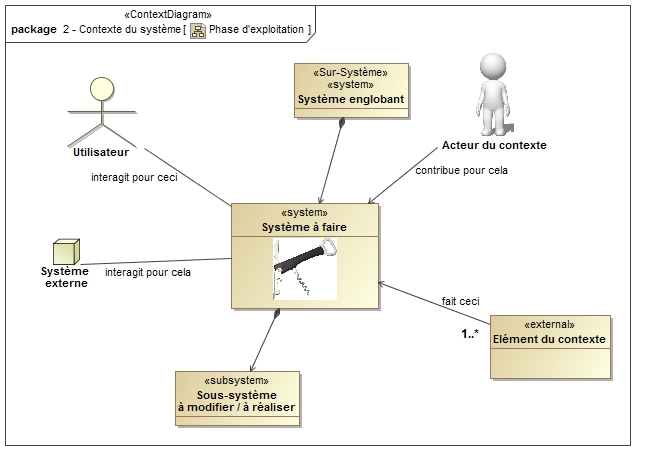 «ContextDiagram»
package 2 - Contexte du système [ Phase d'exploitation ]
«Sur-Système»
«system»
Système englobant
Utilisateur
Acteur du contexte
interagit pour ceci
contribue pour cela
«system»
Système à faire
Système
externe
interagit pour cela
fait ceci
1..*
«external»
Elément du contexte
«subsystem»
Sous-système
à modifier / à réaliser